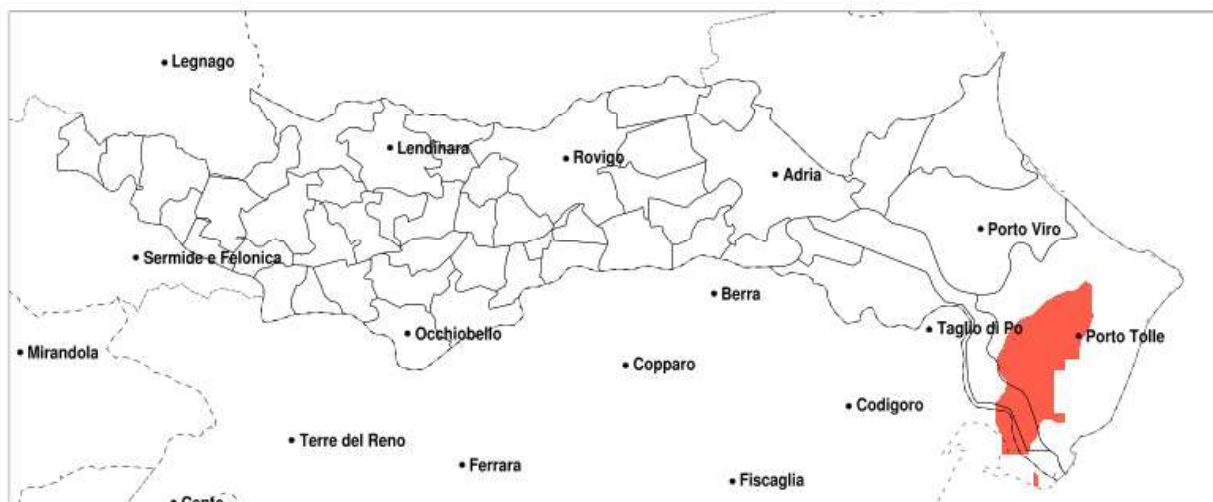 Legnago
Lendinara
Rovigo
Adria
Porto Viro
Sermide e Felonica
Berra
Taglio di Po
Occhiobello
Porto Tolle
Mirandola
Copparo
Codigoro
Terre del Reno
Ferrara
Fiscaglia